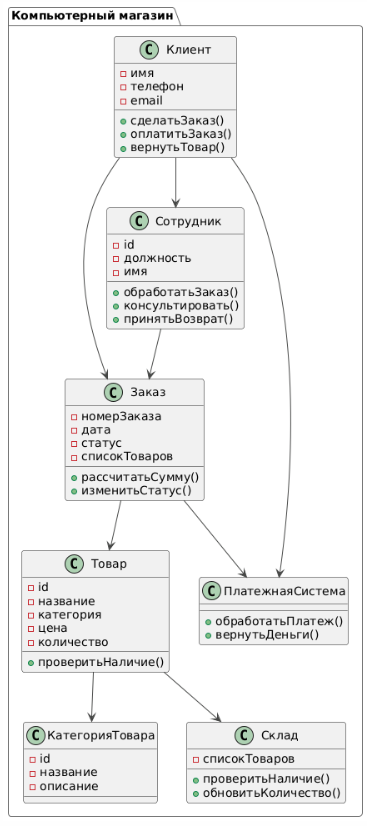 Компьютерный магазин
C Клиент
имя
телефон
email
сделатьЗаказ()
оплатитьЗаказ()
вернутьТовар()
C Сотрудник
id
должность
имя
обработатьЗаказ()
консультировать()
принятьВозврат()
C Заказ
номерЗаказа
дата
статус
списокТоваров
рассчитатьСумму()
изменитьСтатус()
C Товар
id
название
категория
цена
количество
проверитьНаличие()
C ПлатежнаяСистема
обработатьПлатеж()
вернутьДеньги()
C КатегорияТовара
id
название
описание
C Склад
списокТоваров
проверитьНаличие()
обновитьКоличество()